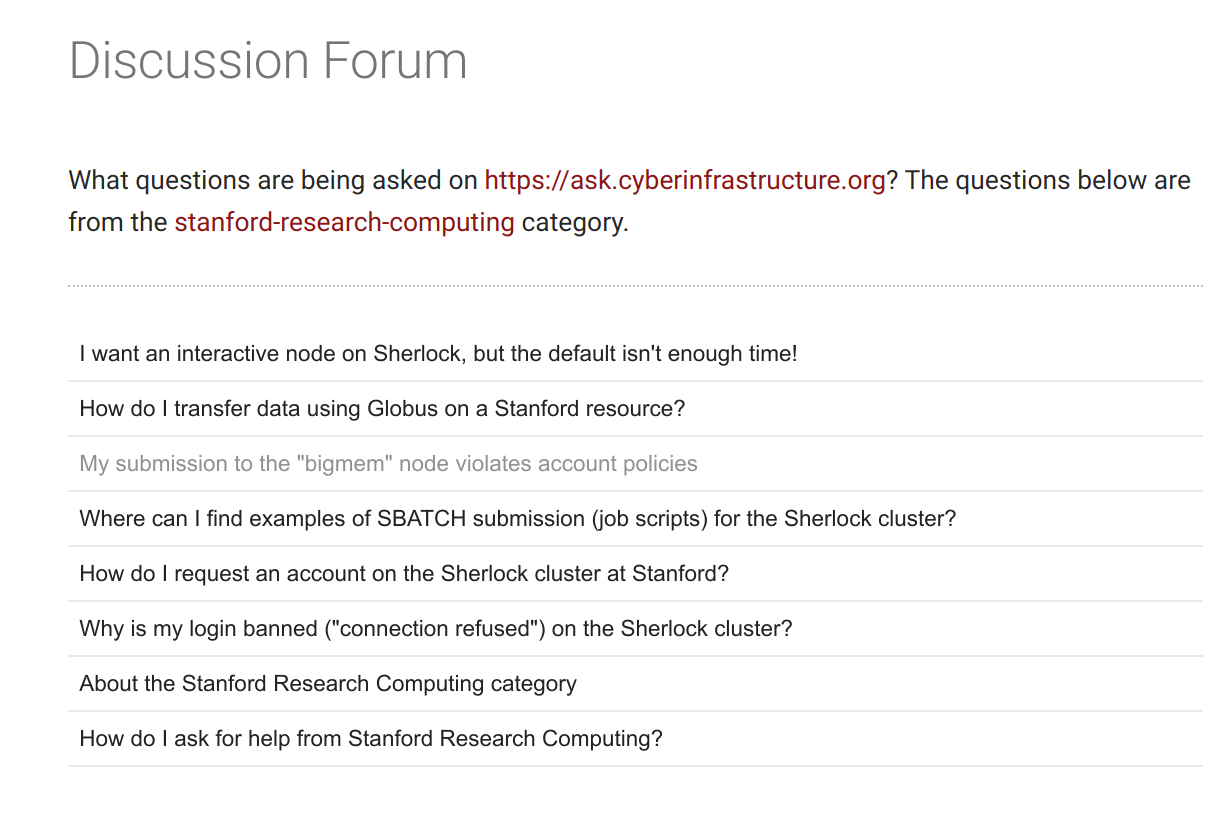 Discussion Forum
What questions are being asked on https://ask.cyberinfrastructure.org? The questions below are
from the stanford-research-computing category.
I want an interactive node on Sherlock, but the default isn't enough time!
How do I transfer data using Globus on a Stanford resource?
My submission to the "bigmem" node violates account policies
Where can I find examples of SBATCH submission (job scripts) for the Sherlock cluster?
How do I request an account on the Sherlock cluster at Stanford?
Why is my login banned ("connection refused") on the Sherlock cluster?
About the Stanford Research Computing category
How do I ask for help from Stanford Research Computing?